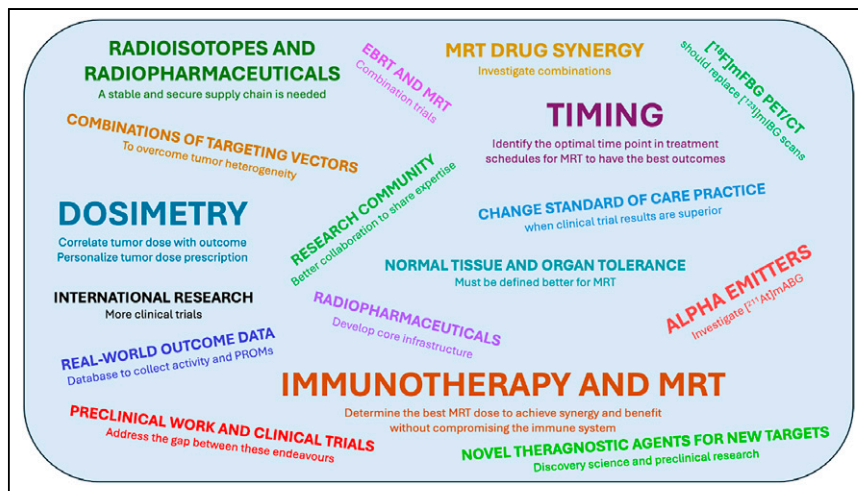 RADIOISOTOPES AND
RADIOPHARMACEUTICALS
A stable and secure supply chain is needed
EBRT AND MRT
Combination trials
MRT DRUG SYNERGY
Investigate combinations
[¹⁸F]mFBG PET/CT
should replace [¹²³I]mIBG scans
COMBINATIONS OF TARGETING VECTORS
To overcome tumor heterogeneity
TIMING
Identify the optimal time point in treatment
schedules for MRT to have the best outcomes
DOSIMETRY
Correlate tumor dose with outcome
Personalize tumor dose prescription
RESEARCH COMMUNITY
Better collaboration to share expertise
CHANGE STANDARD OF CARE PRACTICE
when clinical trial results are superior
NORMAL TISSUE AND ORGAN TOLERANCE
Must be defined better for MRT
INTERNATIONAL RESEARCH
More clinical trials
RADIOPHARMACEUTICALS
Develop core infrastructure
ALPHA EMITTERS
Investigate [²¹¹At]mABG
REAL-WORLD OUTCOME DATA
Database to collect activity and PROMs
IMMUNOTHERAPY AND MRT
Determine the best MRT dose to achieve synergy and benefit
without compromising the immune system
PRECLINICAL WORK AND CLINICAL TRIALS
Address the gap between these endeavours
NOVEL THERAGNOSTIC AGENTS FOR NEW TARGETS
Discovery science and preclinical research